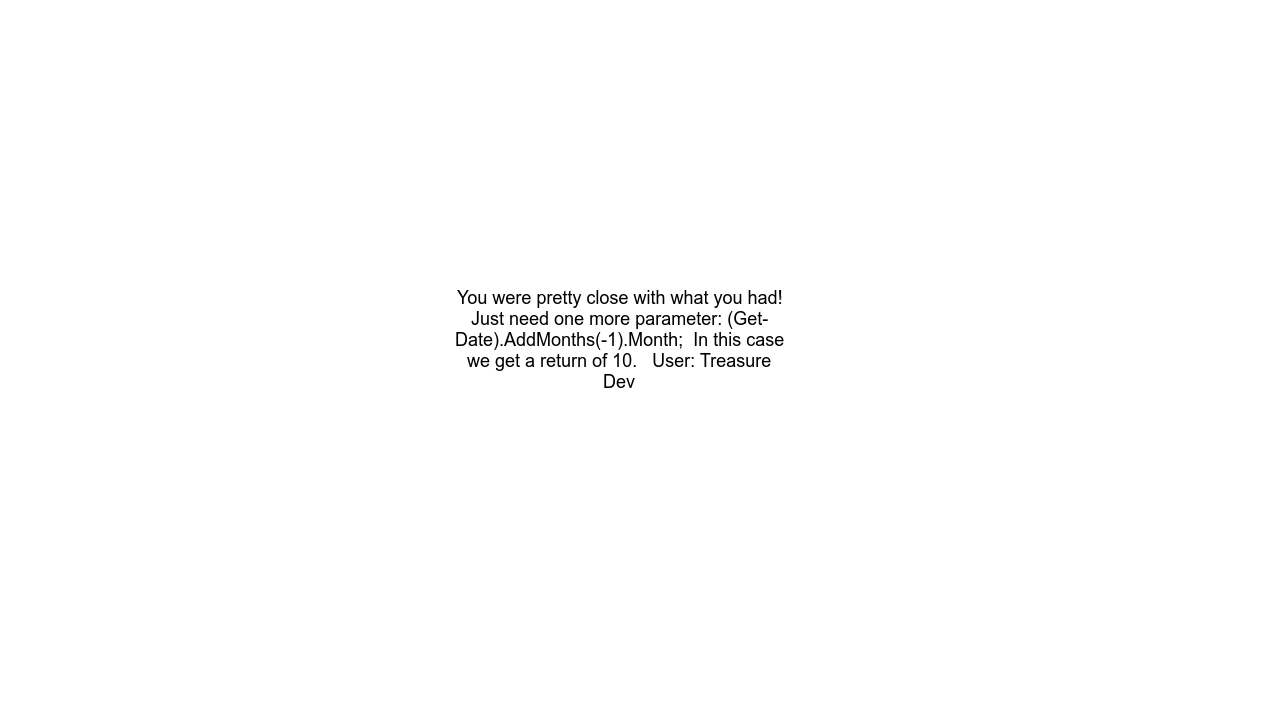 You were pretty close with what you had!
Just need one more parameter: (Get-
Date).AddMonths(-1).Month;  In this case
we get a return of 10.   User: Treasure
Dev